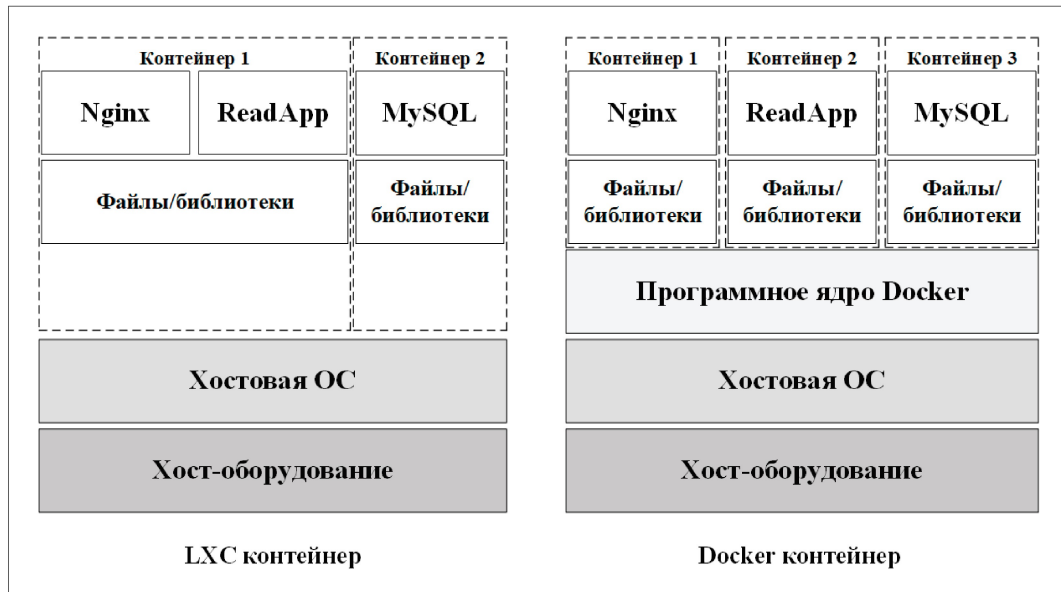 Контейнер 1
Контейнер 2
Nginx
ReadApp
MySQL
Файлы/библиотеки
Файлы/
библиотеки
Хостовая ОС
Хост-оборудование
LXC контейнер
Контейнер 1
Контейнер 2
Контейнер 3
Nginx
ReadApp
MySQL
Файлы/
библиотеки
Файлы/
библиотеки
Файлы/
библиотеки
Программное ядро Docker
Хостовая ОС
Хост-оборудование
Docker контейнер